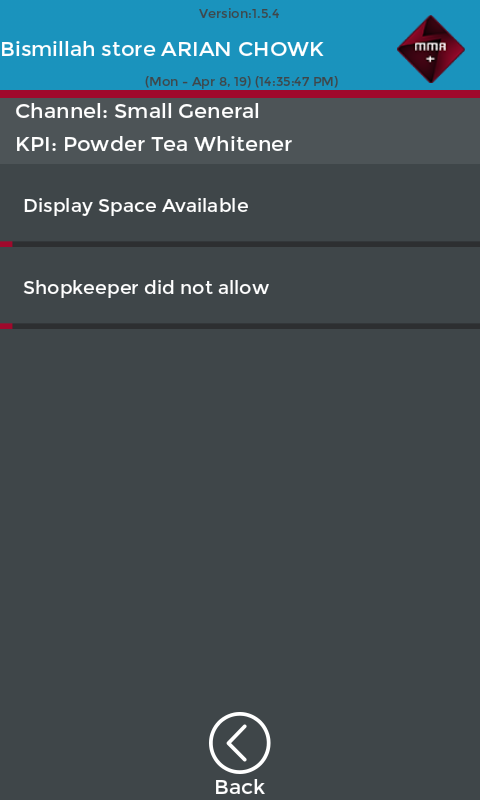 Version:1.5.4
Bismillah store ARIAN CHOWK
MMA
+
(Mon - Apr 8, 19) (14:35:47 PM)
Channel: Small General
KPI: Powder Tea Whitener
Display Space Available
Shopkeeper did not allow
Back